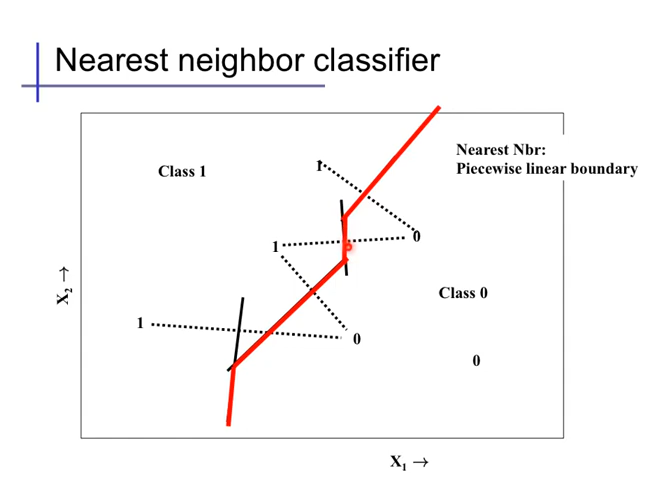 Nearest neighbor classifier
Nearest Nbr:
Piecewise linear boundary
Class 1
1
0
1
Class 0
1
0
0
X2 →
X1 →